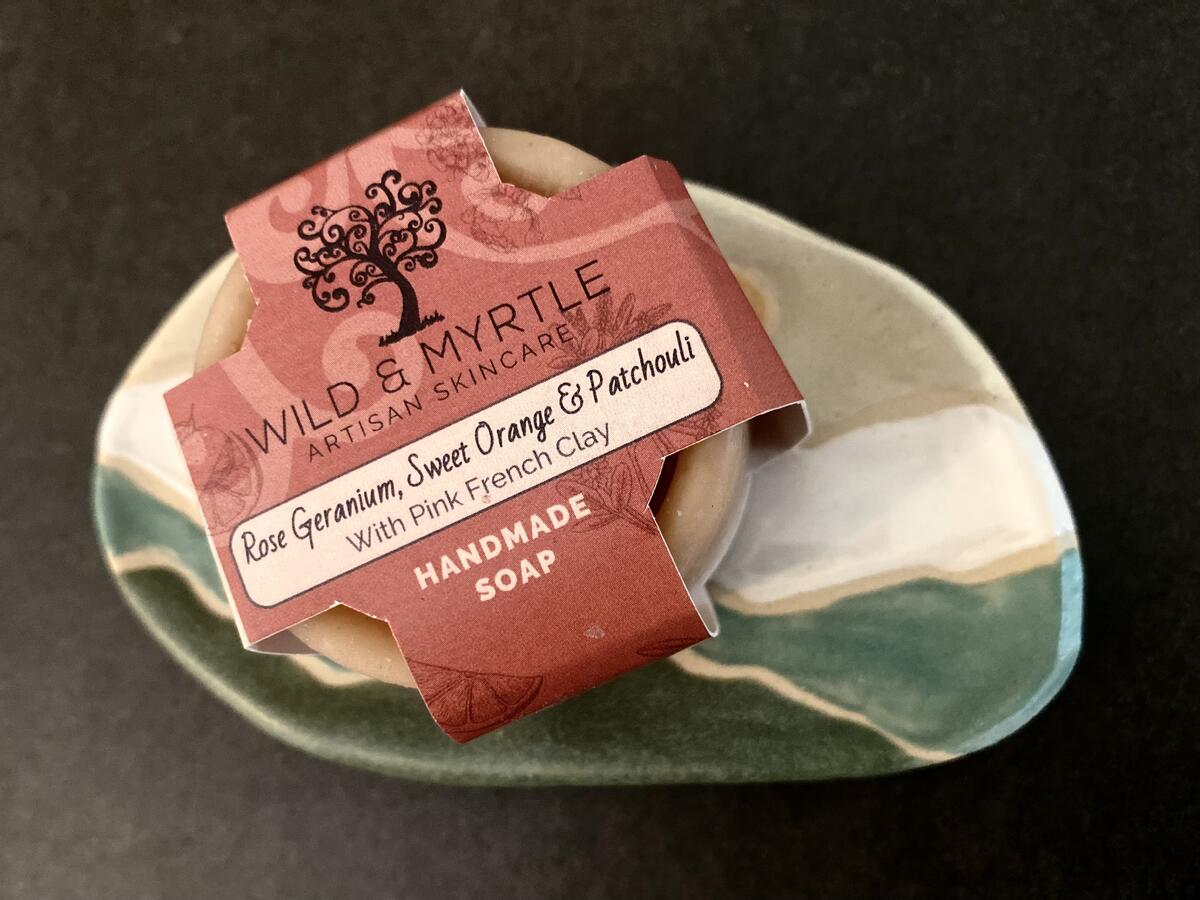 WILD & MYRTLE
ARTISAN SKINCARE
Rose Geranium, Sweet Orange & Patchouli
With Pink French Clay
HANDMADE
SOAP